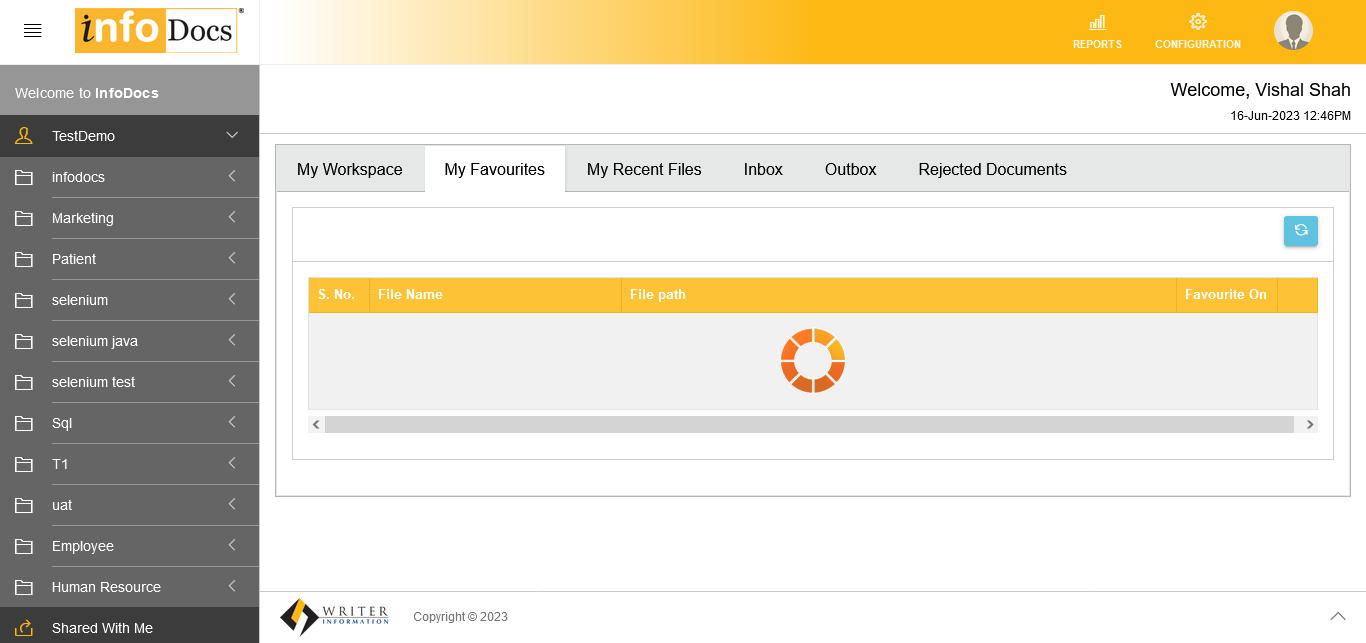 info Docs®
REPORTS
CONFIGURATION
Welcome to InfoDocs
TestDemo
infodocs
Marketing
Patient
selenium
selenium java
selenium test
Sql
T1
uat
Employee
Human Resource
Shared With Me
Welcome, Vishal Shah
16-Jun-2023 12:46PM
My Workspace My Favourites My Recent Files Inbox Outbox Rejected Documents
S. No. File Name File path Favourite On
WRITER
INFORMATION
Copyright © 2023